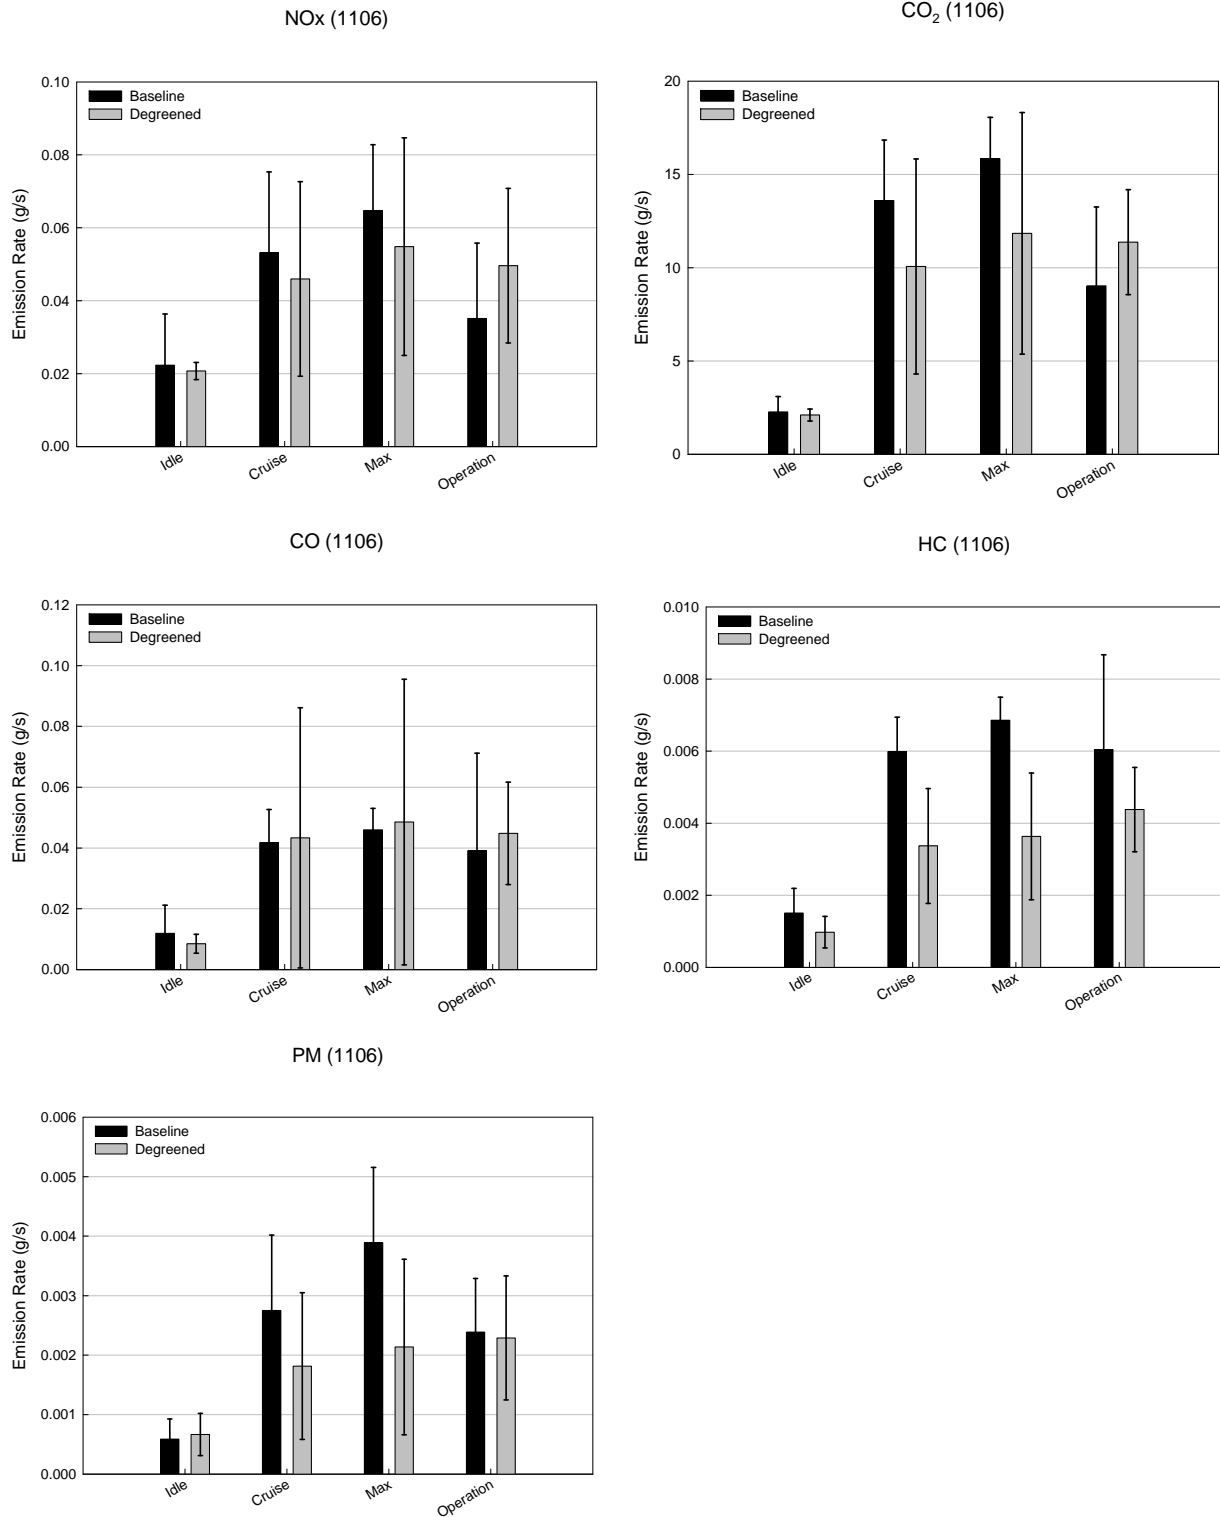 NOx (1106)
0.10
0.08
0.06
0.04
0.02
0.00
Emission Rate (g/s)
Baseline
Degreened
Idle
Cruise
Max
Operation
CO₂ (1106)
20
15
10
5
0
Emission Rate (g/s)
Baseline
Degreened
Idle
Cruise
Max
Operation
CO (1106)
0.12
0.10
0.08
0.06
0.04
0.02
0.00
Emission Rate (g/s)
Baseline
Degreened
Idle
Cruise
Max
Operation
HC (1106)
0.010
0.008
0.006
0.004
0.002
0.000
Emission Rate (g/s)
Baseline
Degreened
Idle
Cruise
Max
Operation
PM (1106)
0.006
0.005
0.004
0.003
0.002
0.001
0.000
Emission Rate (g/s)
Baseline
Degreened
Idle
Cruise
Max
Operation